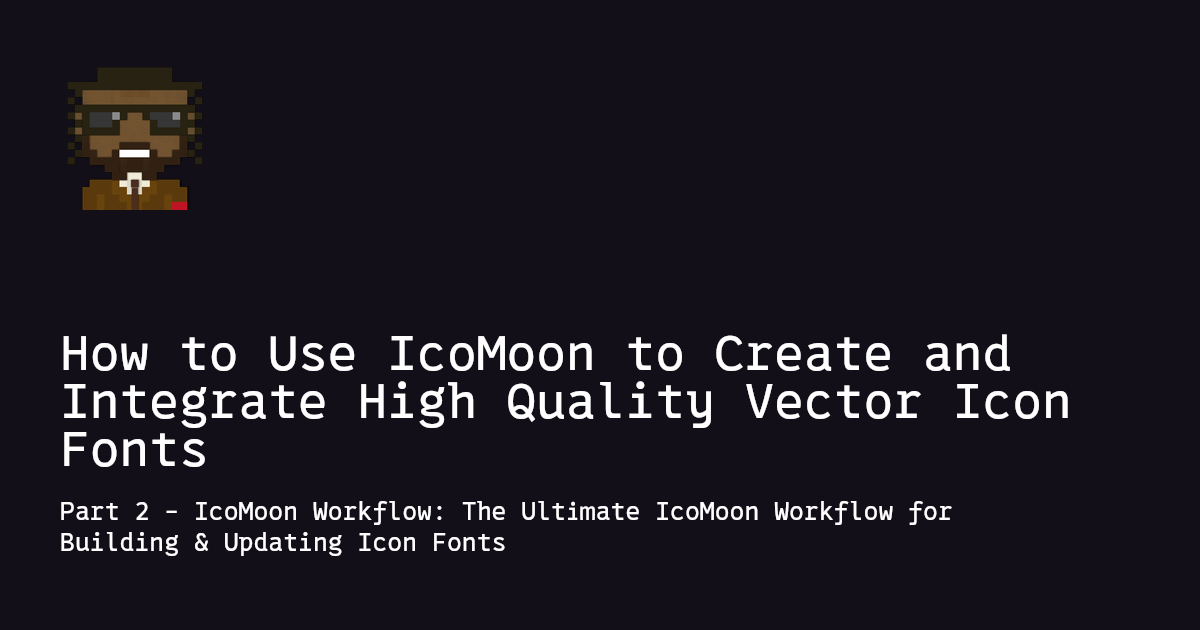 How to Use IcoMoon to Create and
Integrate High Quality Vector Icon
Fonts
Part 2 - IcoMoon Workflow: The Ultimate IcoMoon Workflow for
Building & Updating Icon Fonts